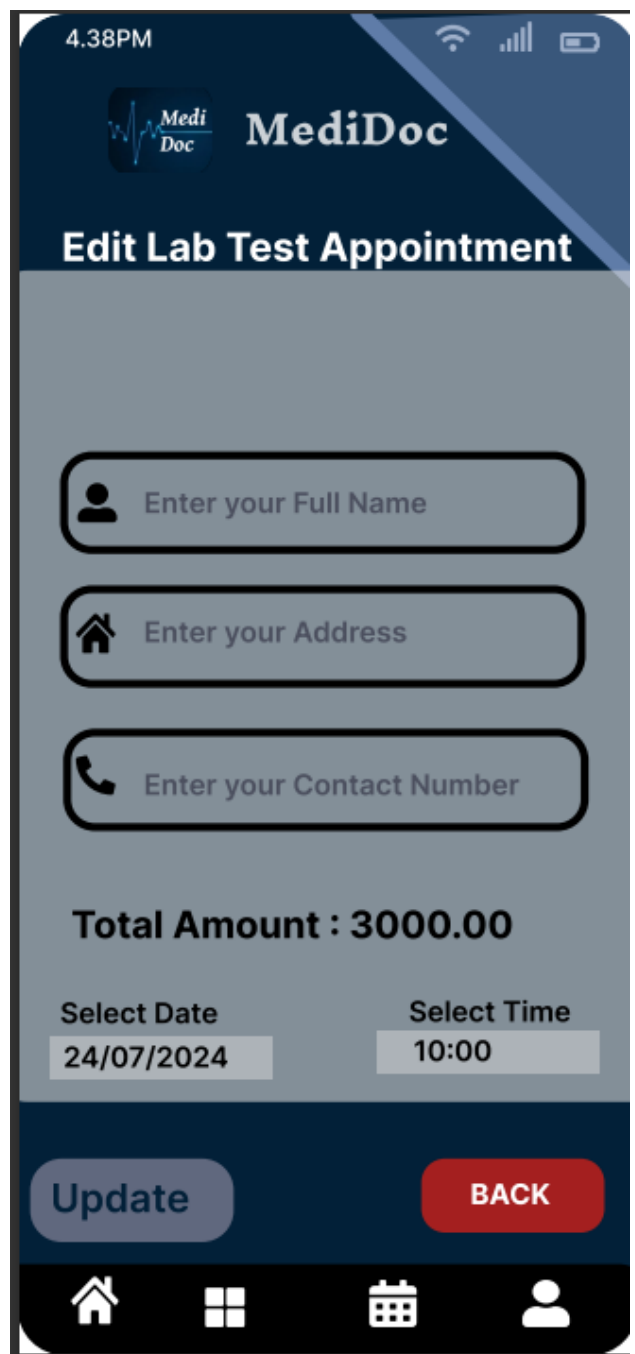 4.38PM
Medi
Doc
MediDoc
Edit Lab Test Appointment
Enter your Full Name
Enter your Address
Enter your Contact Number
Total Amount : 3000.00
Select Date
Select Time
24/07/2024
10:00
Update
BACK